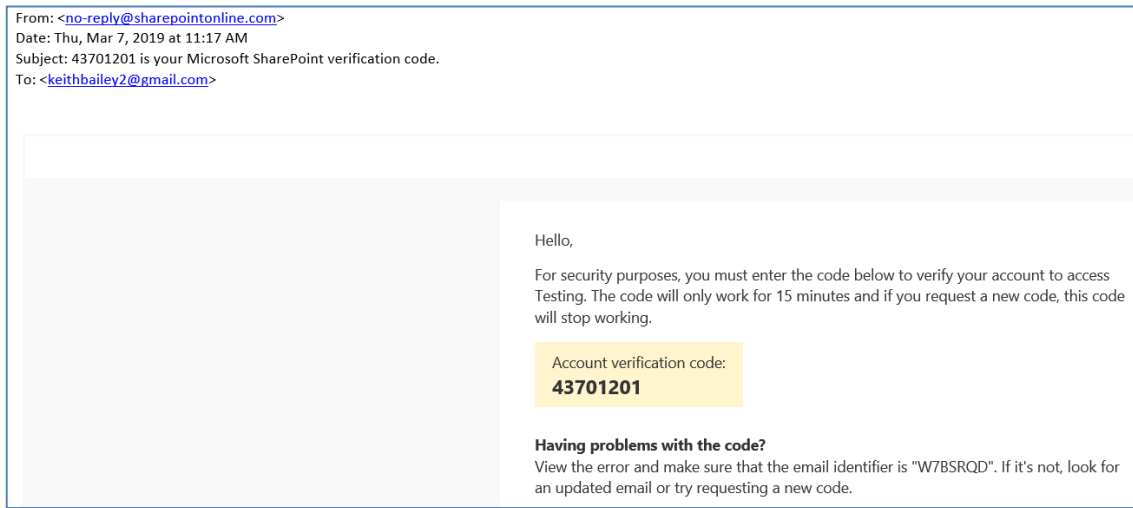 From: <no-reply@sharepointonline.com>
Date: Thu, Mar 7, 2019 at 11:17 AM
Subject: 43701201 is your Microsoft SharePoint verification code.
To: <keithbailey2@gmail.com>
Hello,
For security purposes, you must enter the code below to verify your account to access
Testing. The code will only work for 15 minutes and if you request a new code, this code
will stop working.
Account verification code:
43701201
Having problems with the code?
View the error and make sure that the email identifier is "W7BSRQD". If it's not, look for
an updated email or try requesting a new code.